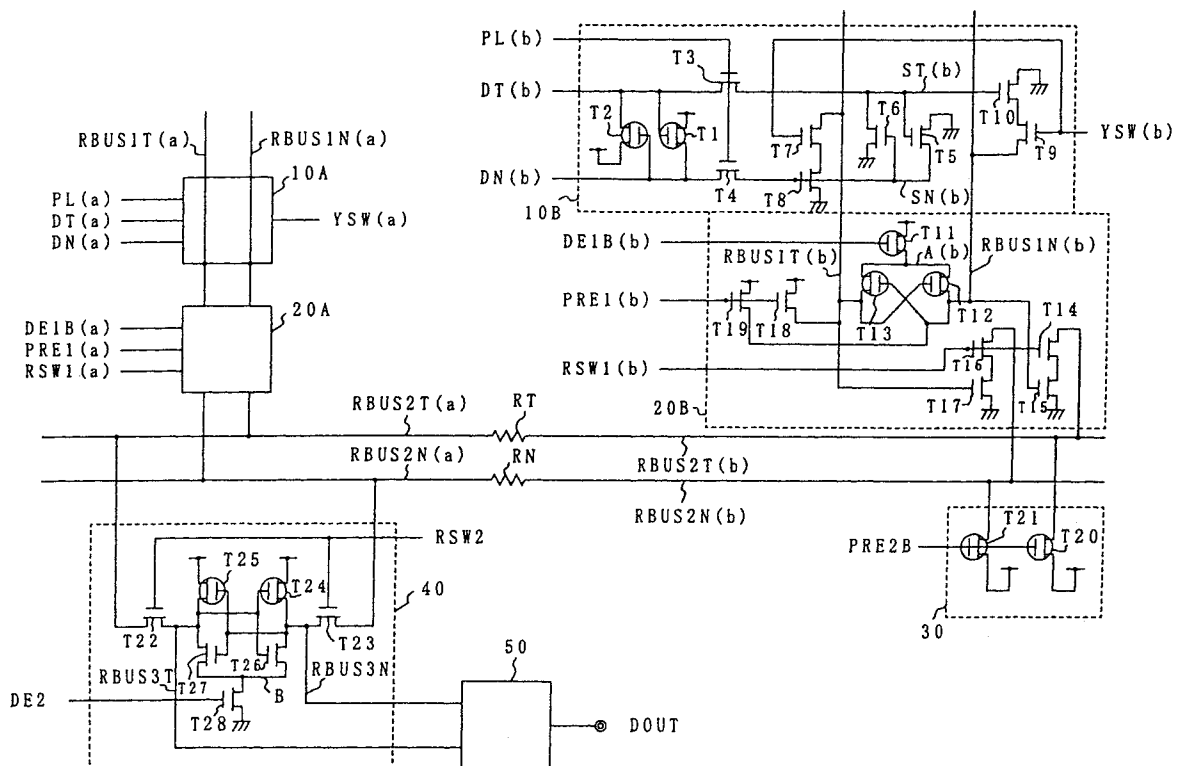 PL(b)
T3
DT(b)
ST(b)
T2
T1
T6
T10
T7
T5
T9
YSW(b)
DN(b)
T4
T8
SN(b)
10B
RBUS1T(a)
RBUS1N(a)
10A
PL(a)
DT(a)
DN(a)
YSW(a)
DE1B(b)
T11
RBUS1T(b)
A(b)
RBUS1N(b)
20A
PRE1(b)
T19
T18
T13
T12
T14
DE1B(a)
PRE1(a)
RSW1(a)
RSW1(b)
T16
T17
T15
20B
RBUS2T(a)
RT
RBUS2N(a)
RN
RBUS2T(b)
RBUS2N(b)
T21
T20
PRE2B
30
RSW2
T25
T24
40
T22
T23
T27
T26
RBUS3T
B
RBUS3N
DE2
T28
50
DOUT